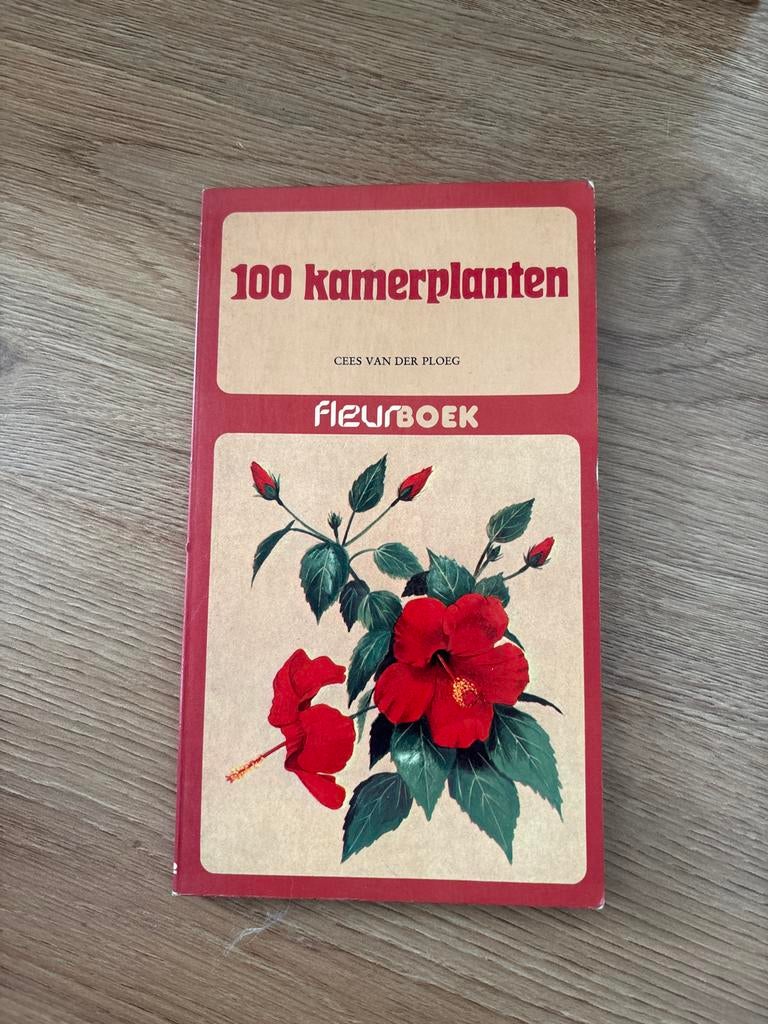 100 kamerplanten
CEES VAN DER PLOEG
fleurBOEK